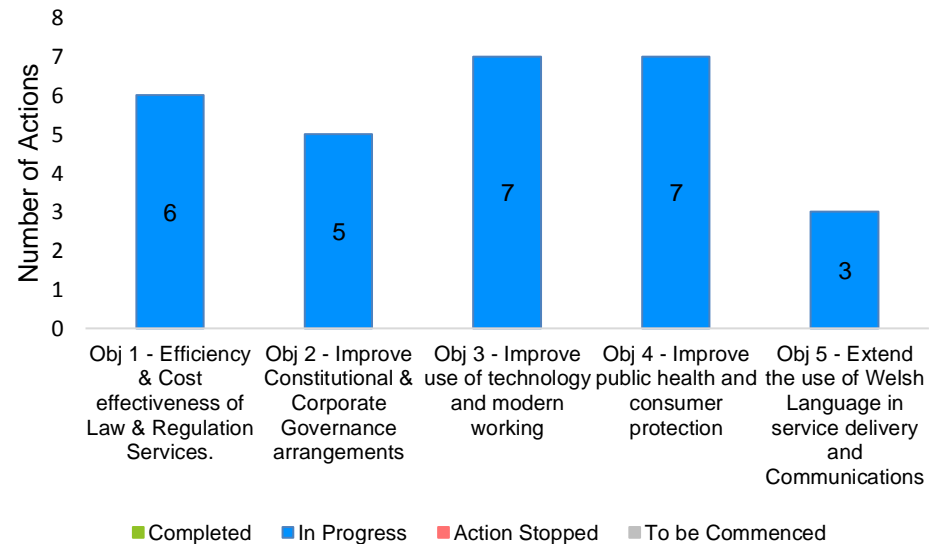 8
7
6
5
4
3
2
1
0
Number of Actions
6
5
7
7
3
Obj 1 - Efficiency
& Cost
effectiveness of
Law & Regulation
Services.
Obj 2 - Improve
Constitutional &
Corporate
Governance
arrangements
Obj 3 - Improve
use of technology
and modern
working
Obj 4 - Improve
public health and
consumer
protection
Obj 5 - Extend
the use of Welsh
Language in
service delivery
and
Communications
Completed
In Progress
Action Stopped
To be Commenced